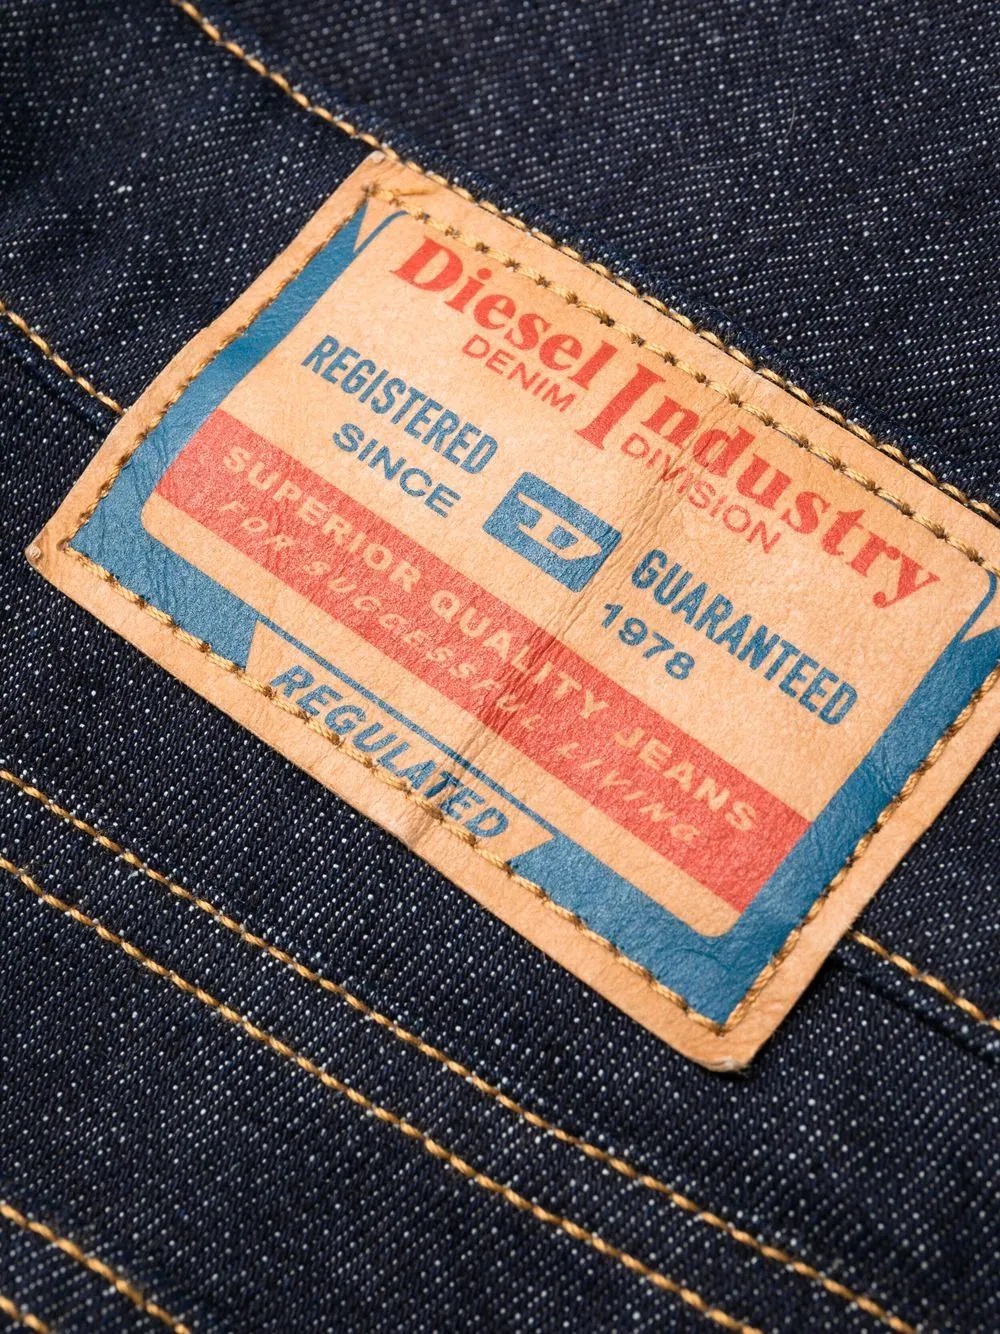 Diesel Industry
DENIM DIVISION
REGISTERED GUARANTEED
SINCE D 1978
SUPERIOR QUALITY JEANS
FOR SUCCESSFUL LIVING
REGULATED